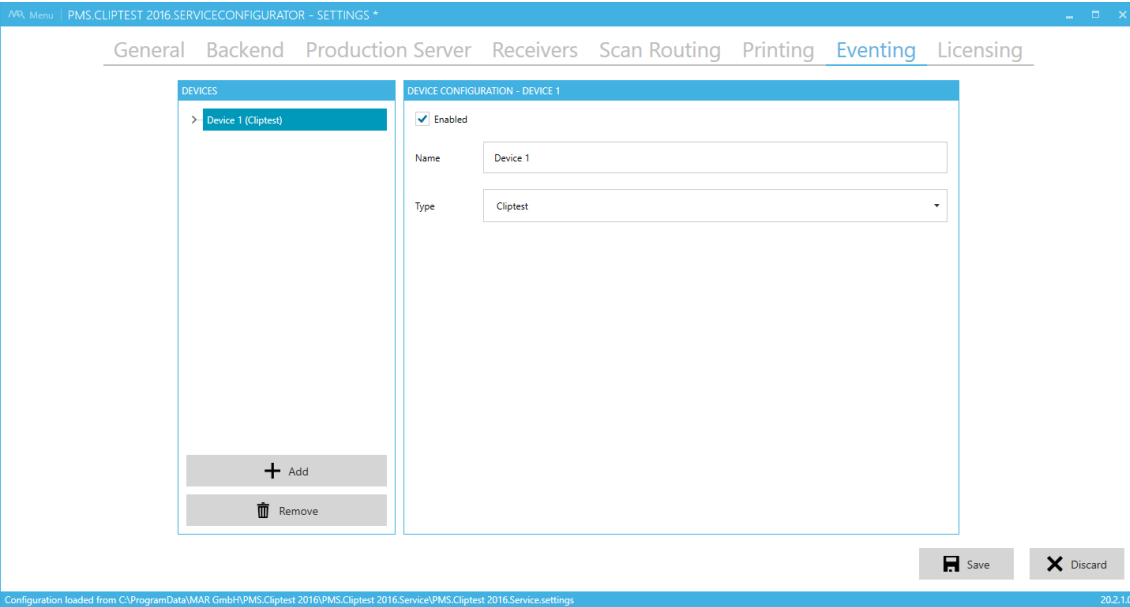 MAR Menu PMS.CLIPTEST 2016.SERVICECONFIGURATOR - SETTINGS *
General Backend Production Server Receivers Scan Routing Printing Eventing Licensing
DEVICES
Device 1 (Cliptest)
Add
Remove
DEVICE CONFIGURATION - DEVICE 1
Enabled
Name Device 1
Type Cliptest
Save Discard
Configuration loaded from C:\ProgramData\MAR GmbH\PMS.Cliptest 2016\PMS.Cliptest 2016.Service\PMS.Cliptest 2016.Service.settings 20.2.1.0